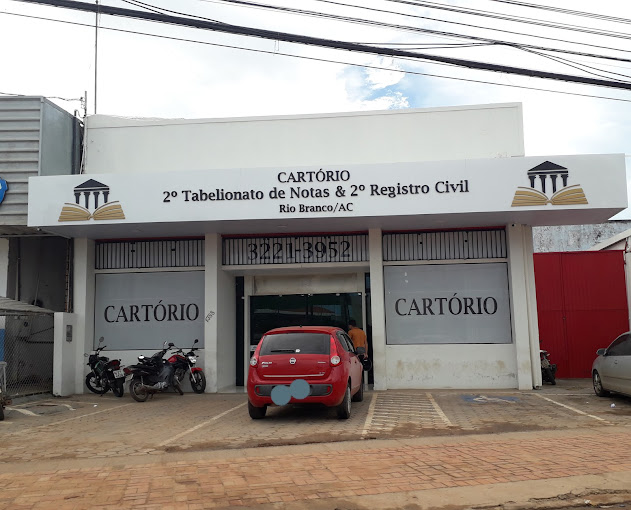 CARTÓRIO
2º Tabelionato de Notas & 2º Registro Civil
Rio Branco/AC
3221-3952
CARTÓRIO
CARTÓRIO